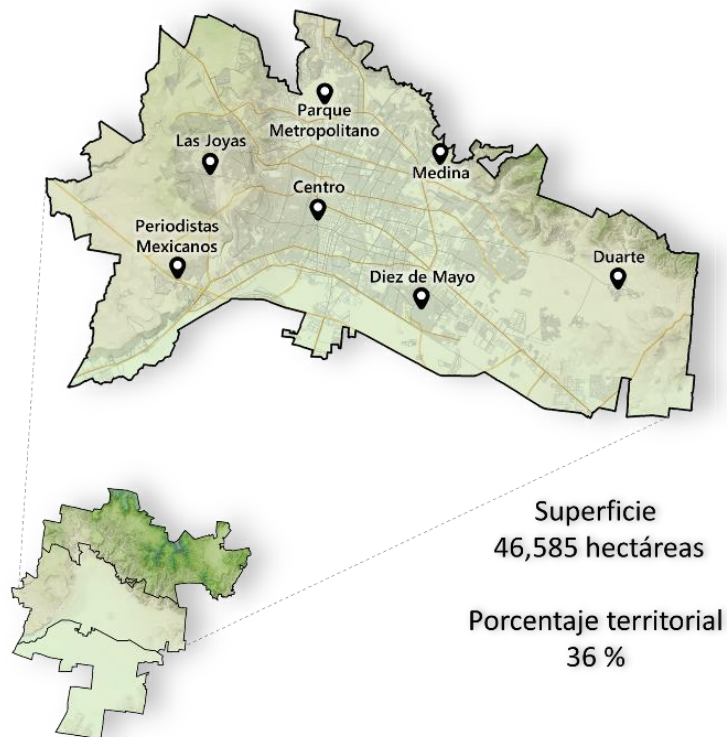 Parque
Metropolitano
Las Joyas
Medina
Centro
Periodistas
Mexicanos
Duarte
Diez de Mayo
Superficie
46,585 hectáreas
Porcentaje territorial
36 %